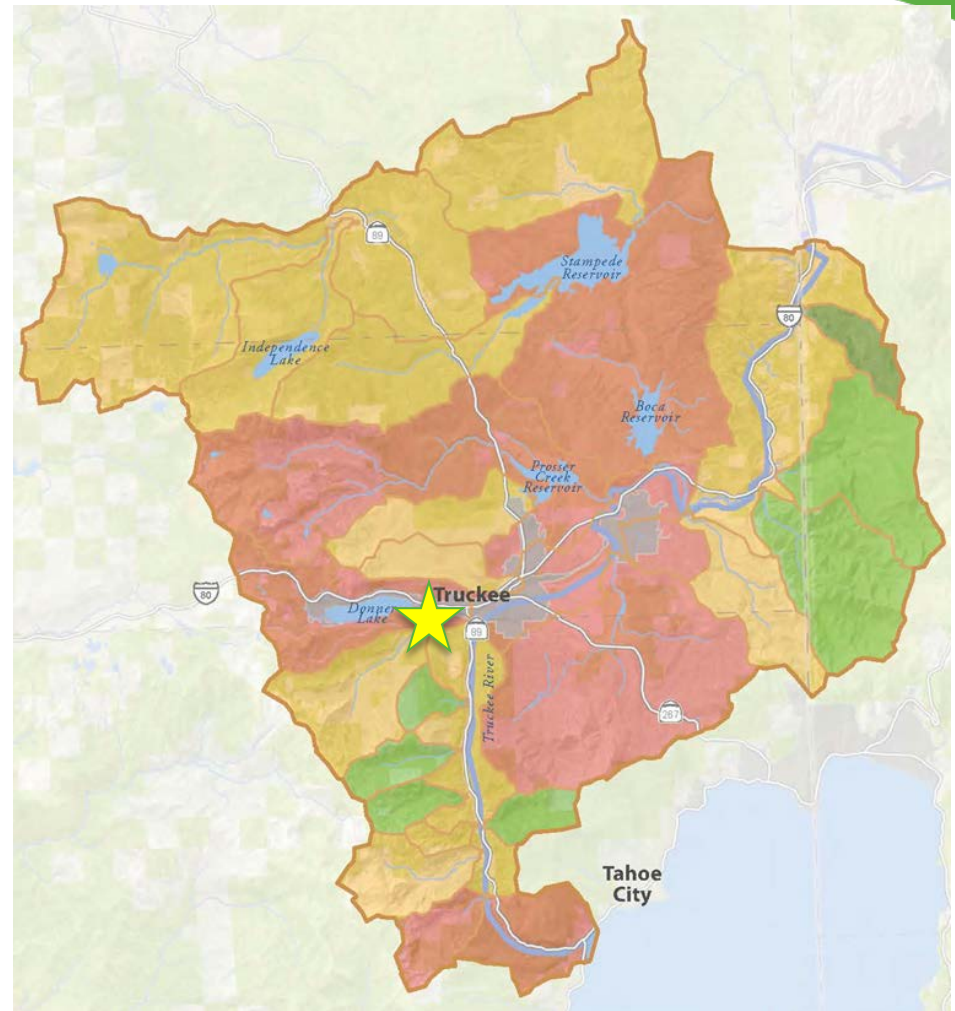 89
Stampede
Reservoir
80
Independence
Lake
Boca
Reservoir
Prosser
Creek
Reservoir
80
Truckee
Donner
Lake
89
Truckee River
267
Tahoe
City